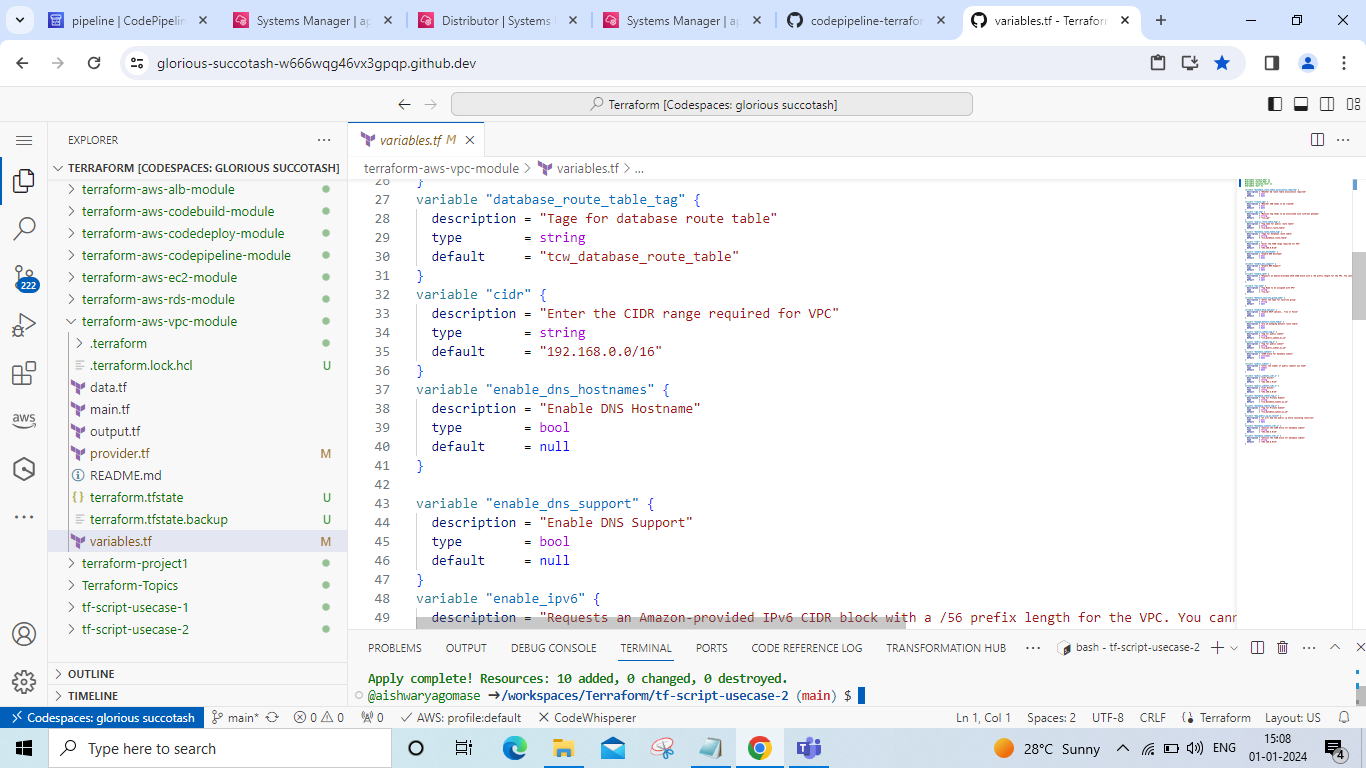 pipeline | CodePipelin
Systems Manager | ap
Distributor | Systems
Systems Manager | ap
codepipeline-terrafor
variables.tf - Terraform
glorious-succotash-w666wqg46vx3gpqp.github.dev
Terraform [Codespaces: glorious succotash]
EXPLORER
variables.tf M
TERRAFORM [CODESPACES: GLORIOUS SUCCOTASH]
terraform-aws-vpc-module > variables.tf > ...
terraform-aws-alb-module
terraform-aws-codebuild-module
terraform-aws-codedeploy-module
terraform-aws-codepipeline-module
terraform-aws-ec2-module
terraform-aws-rds-module
terraform-aws-vpc-module
.terraform
.terraform.lock.hcl U
data.tf
main.tf
output.tf
provider.tf M
README.md
terraform.tfstate U
terraform.tfstate.backup U
variables.tf M
terraform-project1
Terraform-Topics
tf-script-usecase-1
tf-script-usecase-2
OUTLINE
TIMELINE
222
aws
26 }
27 variable "database_route_table_tag" {
28 description = "Tage for database route table"
29 type = string
30 default = "tcw_database_route_table"
31 }
32 variable "cidr" {
33 description = "Enter the CIDR range required for VPC"
34 type = string
35 default = "192.168.0.0/16"
36 }
37 variable "enable_dns_hostnames" {
38 description = "Enable DNS Hostname"
39 type = bool
40 default = null
41 }
42
43 variable "enable_dns_support" {
44 description = "Enable DNS Support"
45 type = bool
46 default = null
47 }
48 variable "enable_ipv6" {
49 description = "Requests an Amazon-provided IPv6 CIDR block with a /56 prefix length for the VPC. You cann
PROBLEMS OUTPUT DEBUG CONSOLE TERMINAL PORTS CODE REFERENCE LOG TRANSFORMATION HUB ... bash - tf-script-usecase-2
Apply complete! Resources: 10 added, 0 changed, 0 destroyed.
@aishwaryagomase ➜/workspaces/Terraform/tf-script-usecase-2 (main) $
Codespaces: glorious succotash main* 0 0 0 AWS: profile:default CodeWhisperer Ln 1, Col 1 Spaces: 2 UTF-8 CRLF Terraform Layout: US
Type here to search
28°C Sunny
ENG
15:08
01-01-2024
4